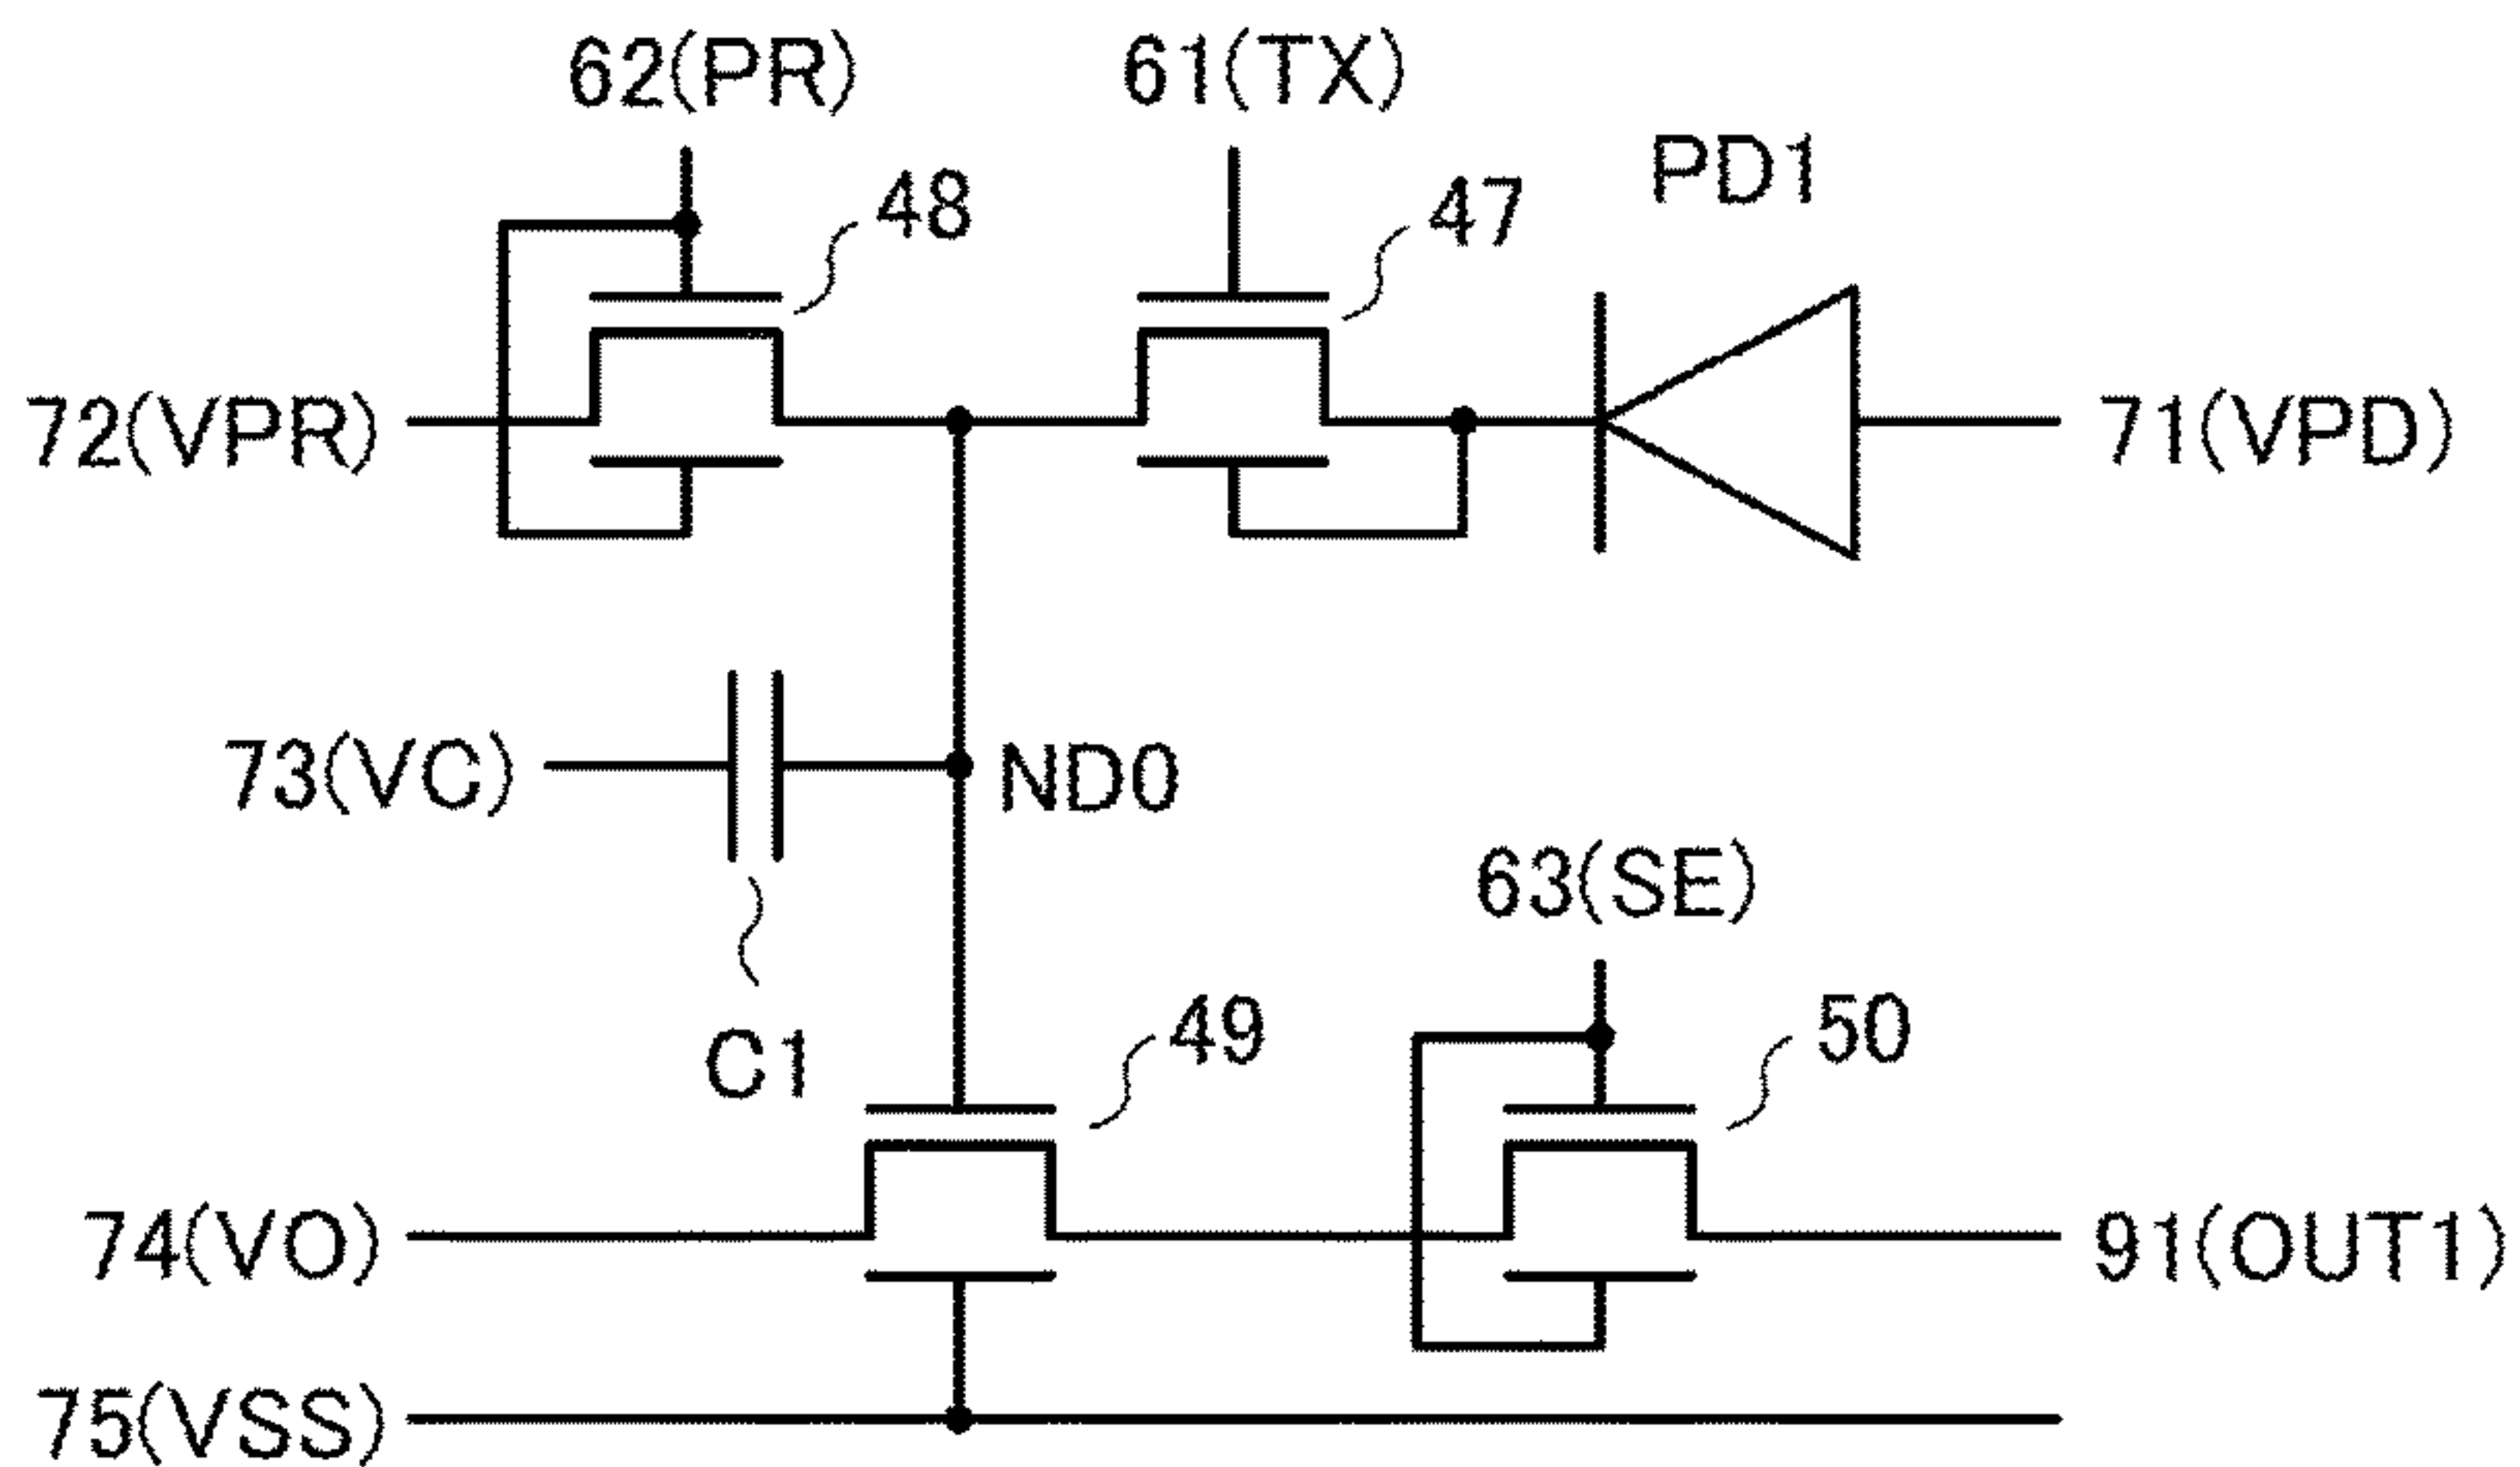 62(PR)
61(TX)
PD1
48
47
72(VPR)
71(VPD)
73(VC)
ND0
63(SE)
C1
49
50
74(VO)
91(OUT1)
75(VSS)